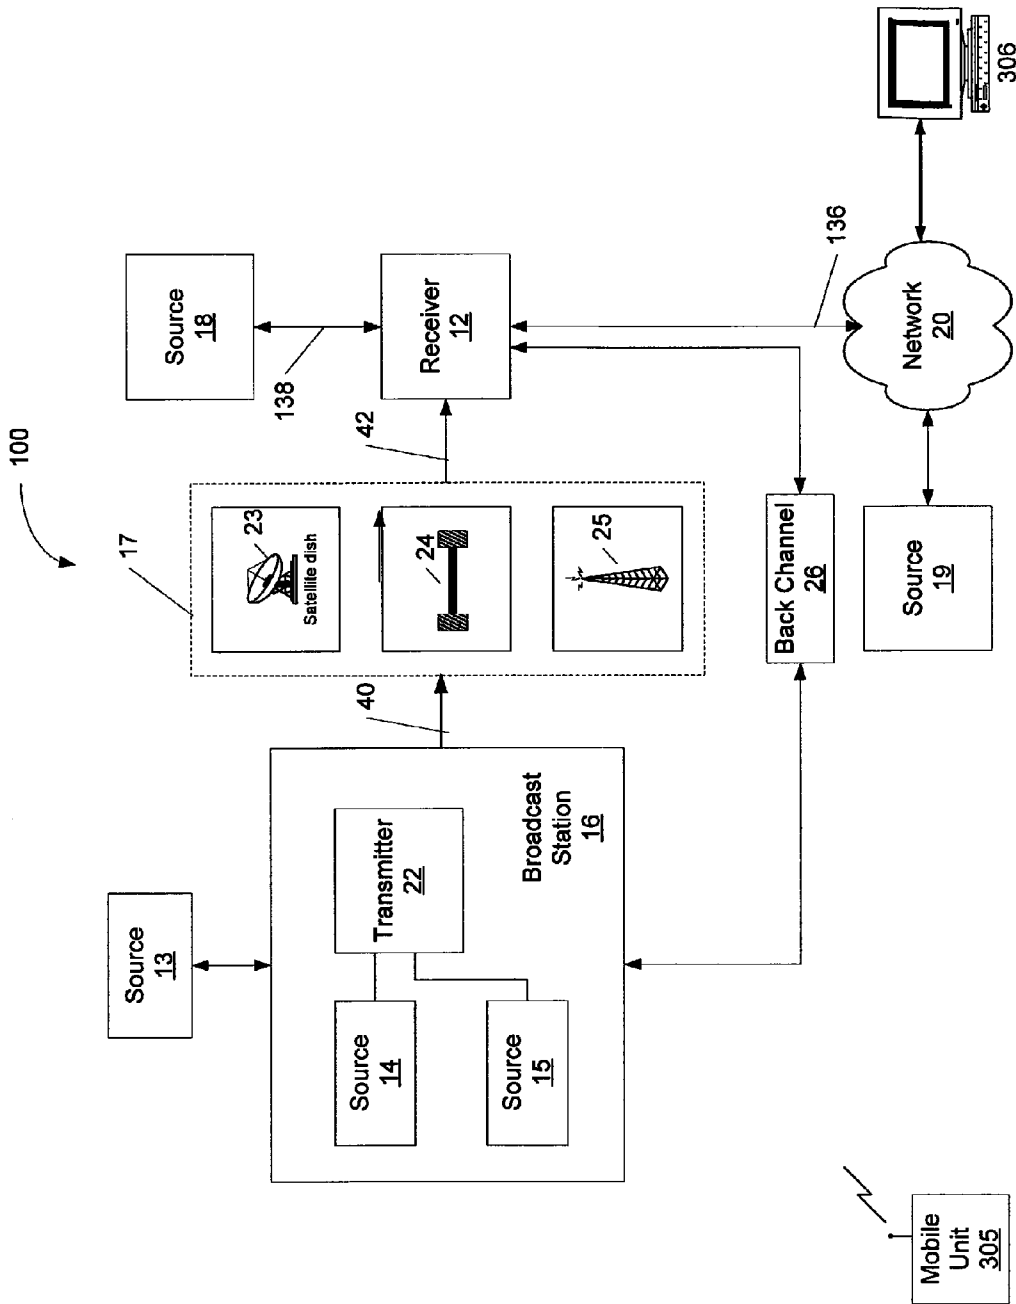 100
Source
13
Source
14
Source
15
Transmitter
22
Broadcast
Station
16
40
17
23
Satellite dish
24
25
42
Source
18
138
Receiver
12
136
Back Channel
26
Source
19
Network
20
306
Mobile
Unit
305